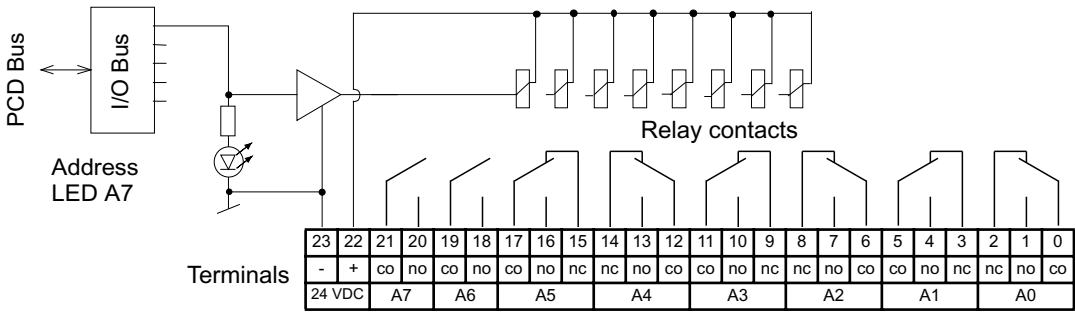 PCD Bus
I/O Bus
Relay contacts
Address
LED A7
23 22 21 20 19 18 17 16 15 14 13 12 11 10 9 8 7 6 5 4 3 2 1 0
Terminals
- + co no co no co no nc nc no co co no nc nc no co co no nc nc no co
24 VDC A7 A6 A5 A4 A3 A2 A1 A0